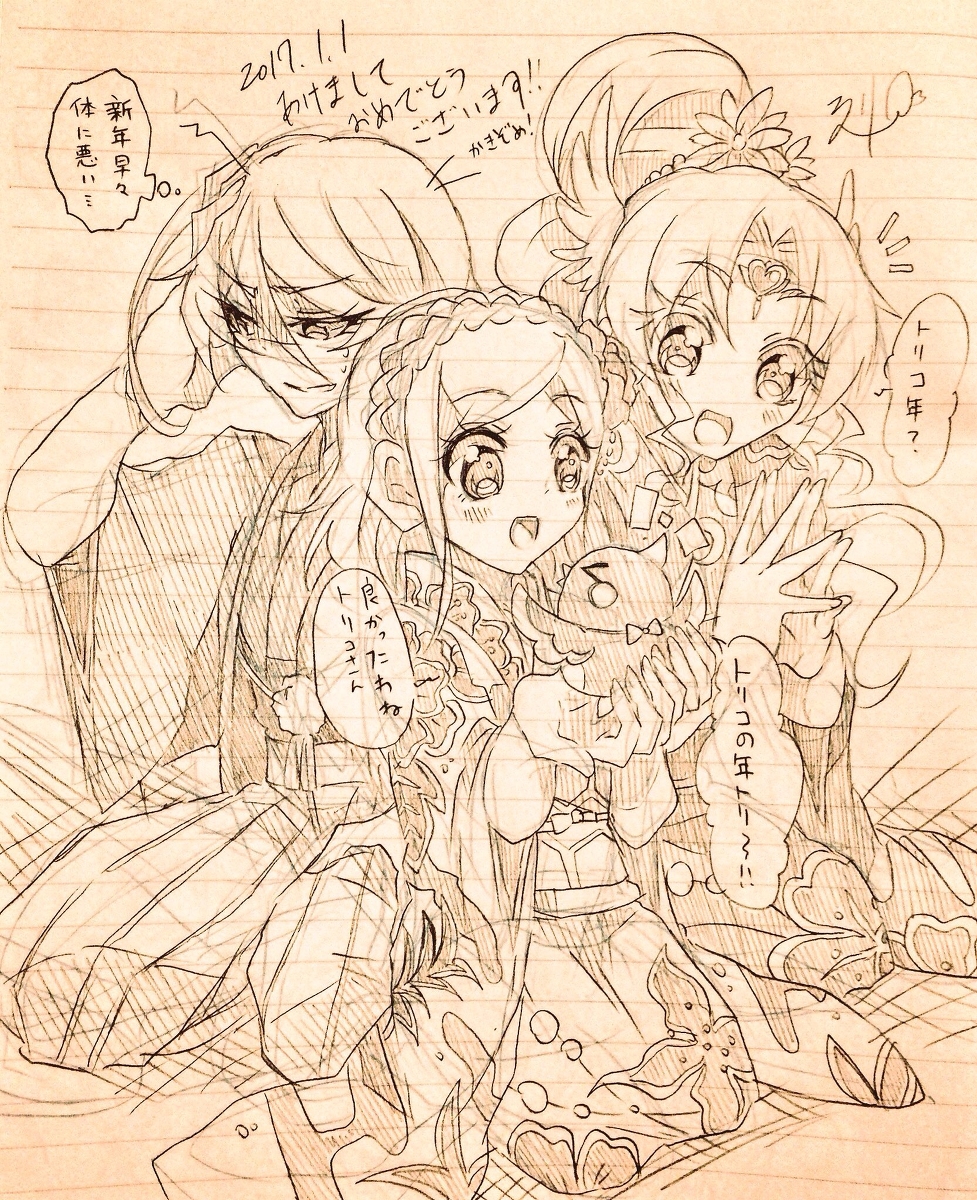 2017.1.1
あけまして
おめでとう
ございます!!
かきぞめ!
新年早々
体に悪い…
トリコ年?
良かったわね
トリコさん
トリコの年トリ〜!!